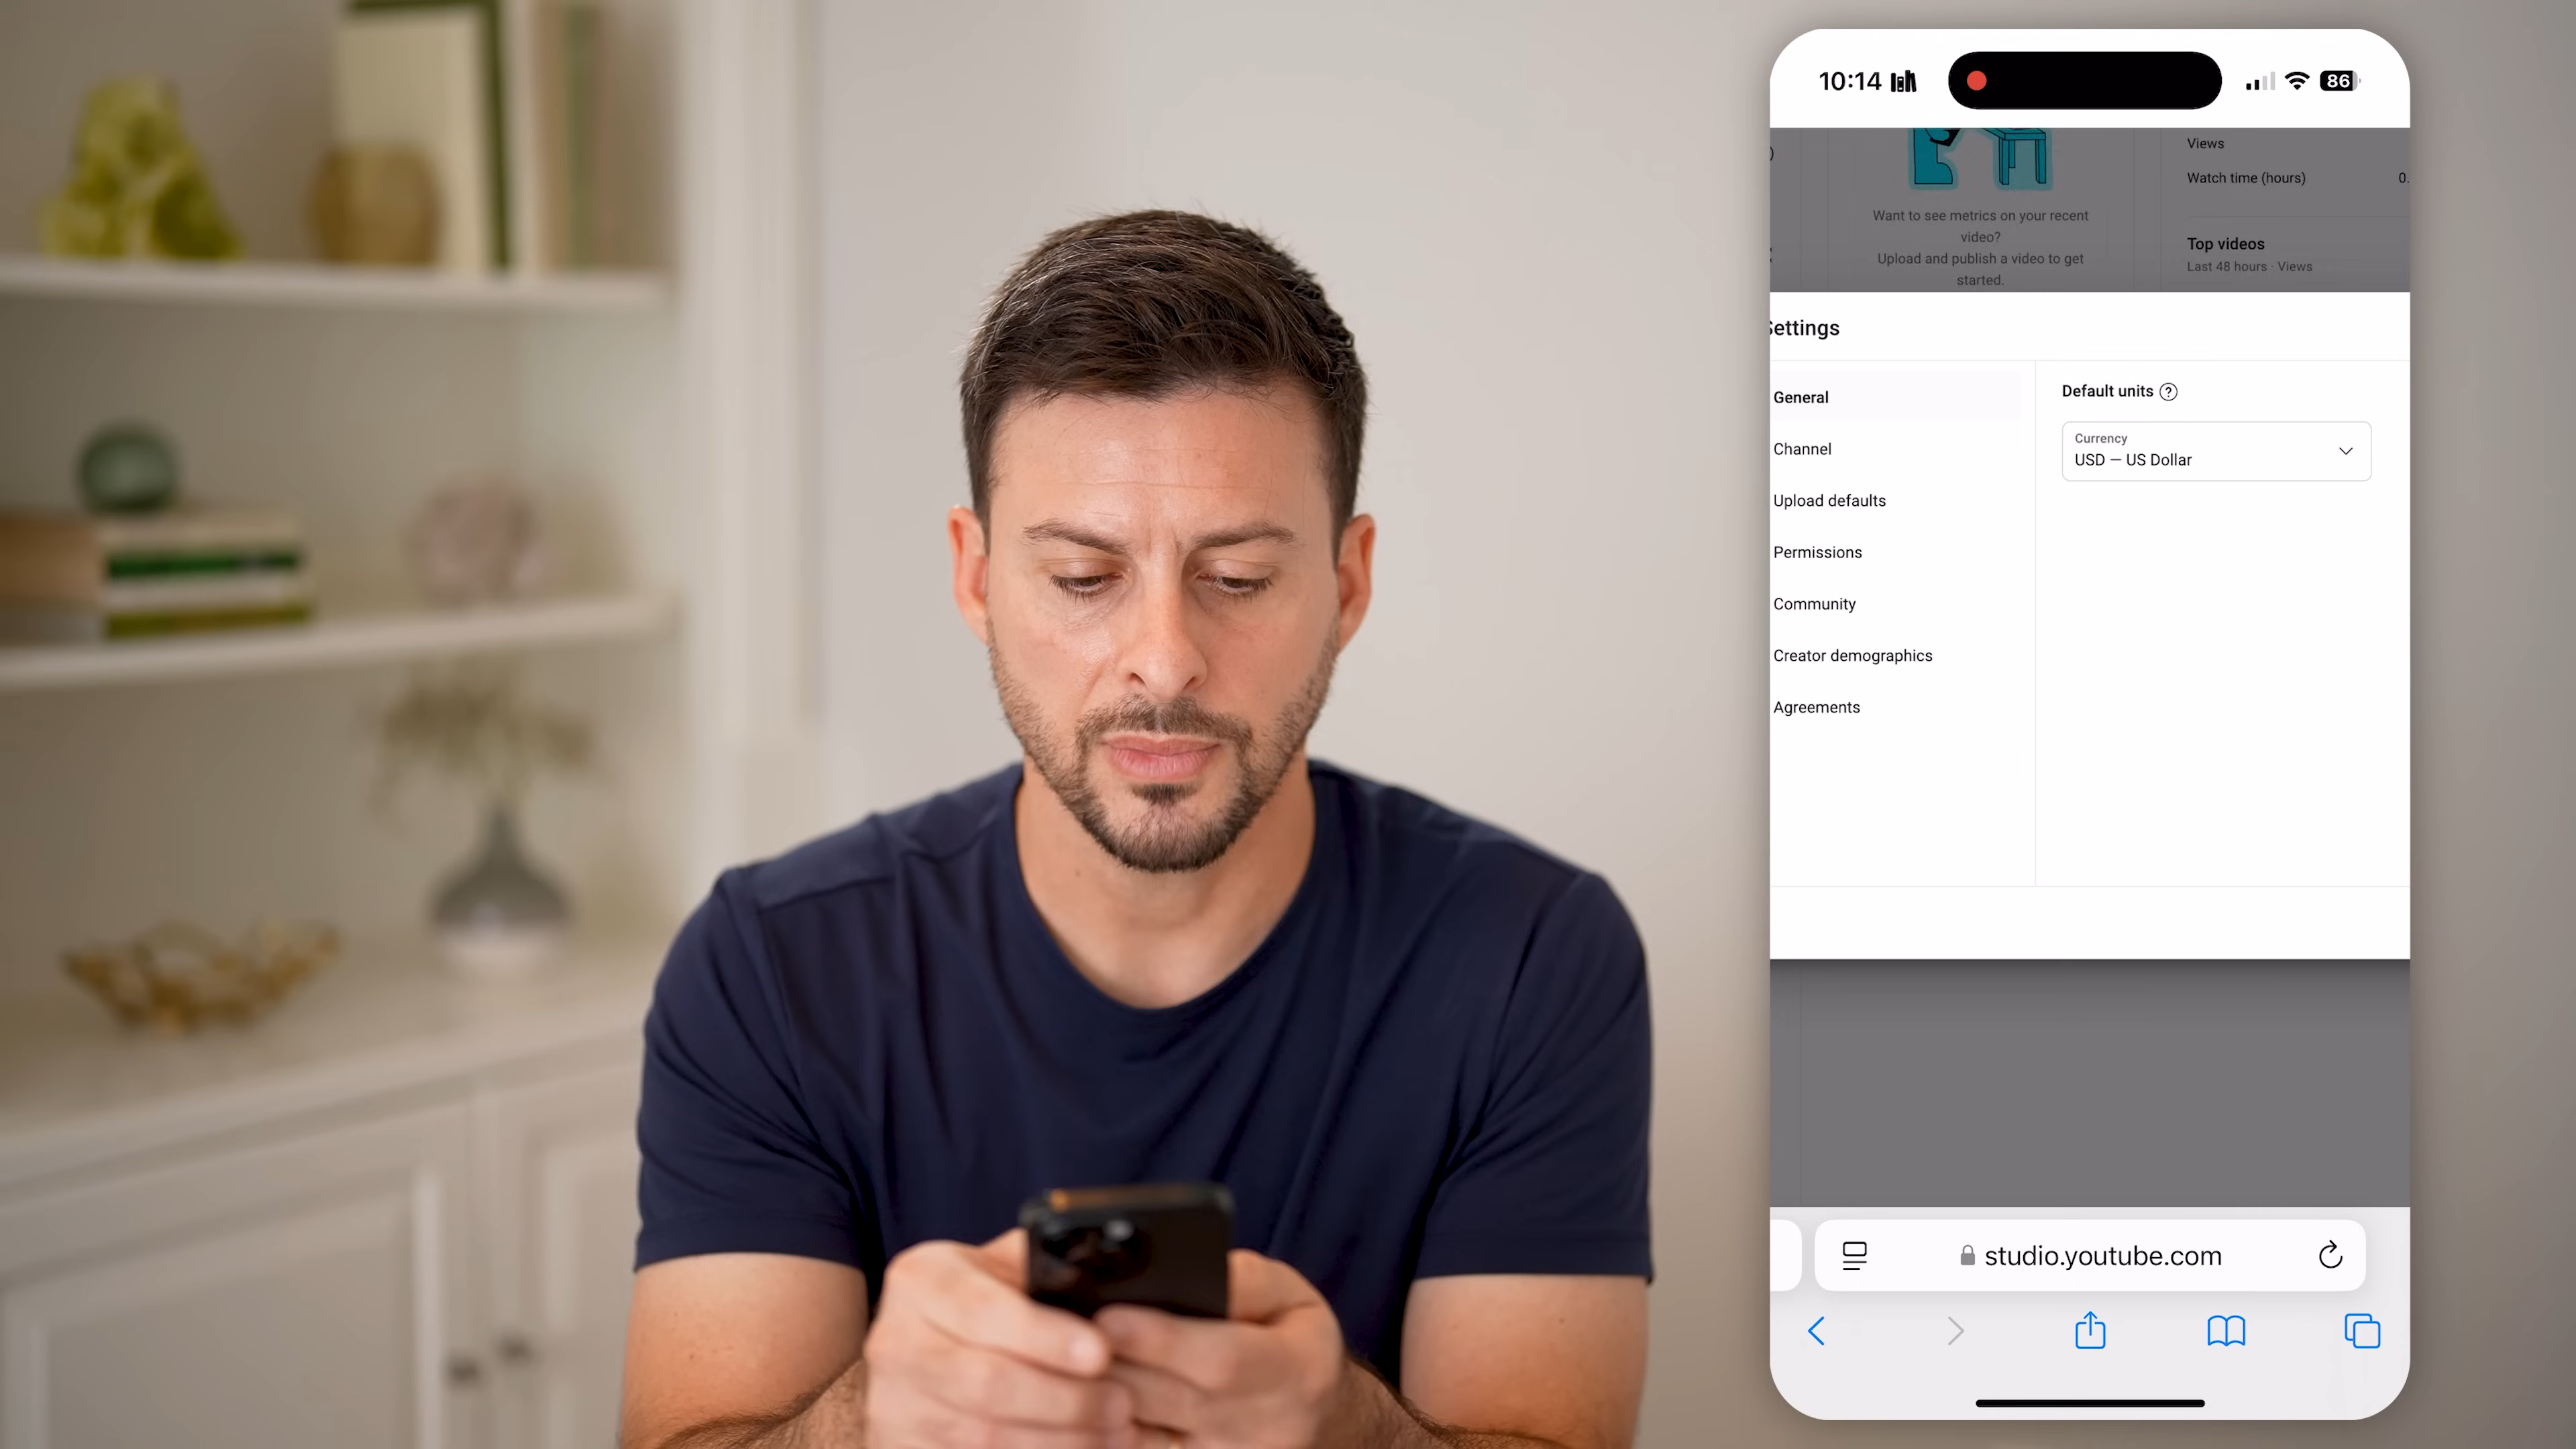 10:14
86
Views
Watch time (hours)
0.
Want to see metrics on your recent
video?
Upload and publish a video to get
started.
Top videos
Last 48 hours · Views
Settings
General
Channel
Upload defaults
Permissions
Community
Creator demographics
Agreements
Default units ?
Currency
USD – US Dollar
studio.youtube.com